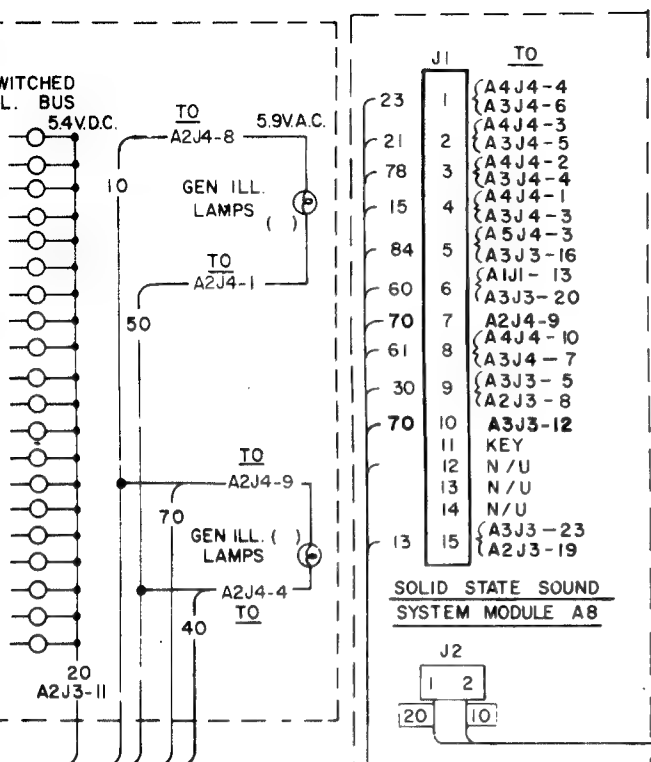 WITCHED
L. BUS
5.4V.D.C.
TO
A2J4-8
5.9V.A.C.
10
GEN ILL.
LAMPS
( )
TO
A2J4-1
50
TO
A2J4-9
70
GEN ILL. ( )
LAMPS
A2J4-4
TO
40
20
A2J3-11
J1 TO
23 1 A4J4-4
A3J4-6
21 2 A4J4-3
A3J4-5
78 3 A4J4-2
A3J4-4
15 4 A4J4-1
A3J4-3
84 5 A5J4-3
A3J3-16
60 6 A1J1-13
A3J3-20
70 7 A2J4-9
61 8 A4J4-10
A3J4-7
30 9 A3J3-5
A2J3-8
70 10 A3J3-12
11 KEY
12 N/U
13 N/U
14 N/U
13 15 A3J3-23
A2J3-19
SOLID STATE SOUND
SYSTEM MODULE A8
J2
1 2
20 10